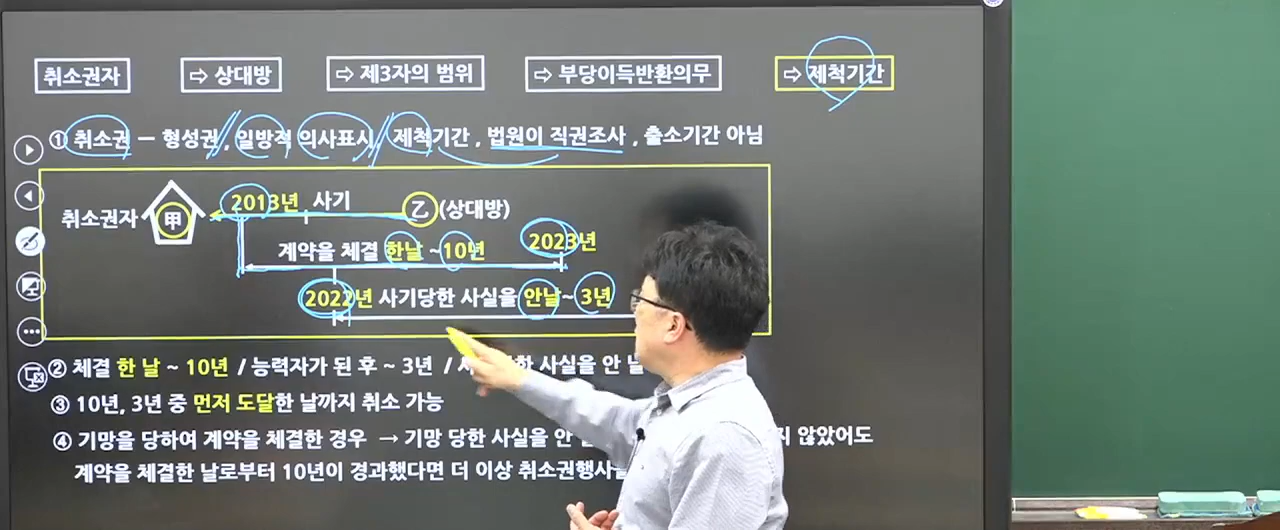 취소권자 ⇨ 상대방 ⇨ 제3자의 범위 ⇨ 부당이득반환의무 ⇨ 제척기간
① 취소권 – 형성권, 일방적 의사표시, 제척기간, 법원이 직권조사, 출소기간 아님
2013년 사기 乙(상대방)
취소권자 甲
계약을 체결 한날 ~10년 2023년
2022년 사기당한 사실을 안날~ 3년
② 체결 한 날 ~ 10년 / 능력자가 된 후 ~ 3년 / 사 한 사실을 안
③ 10년, 3년 중 먼저 도달한 날까지 취소 가능
④ 기망을 당하여 계약을 체결한 경우 → 기망 당한 사실을 안 않았어도
계약을 체결한 날로부터 10년이 경과했다면 더 이상 취소권행사